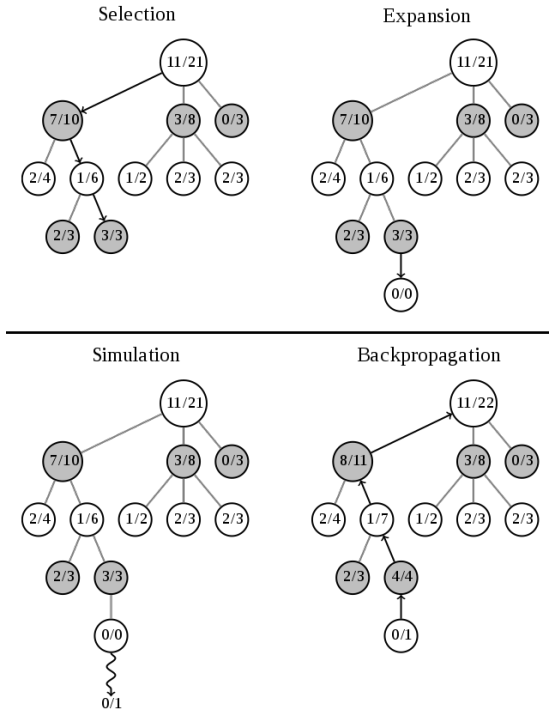 Selection
11/21
7/10 3/8 0/3
2/4 1/6 1/2 2/3 2/3
2/3 3/3
Expansion
11/21
7/10 3/8 0/3
2/4 1/6 1/2 2/3 2/3
2/3 3/3
0/0
Simulation
11/21
7/10 3/8 0/3
2/4 1/6 1/2 2/3 2/3
2/3 3/3
0/0
0/1
Backpropagation
11/22
8/11 3/8 0/3
2/4 1/7 1/2 2/3 2/3
2/3 4/4
0/1